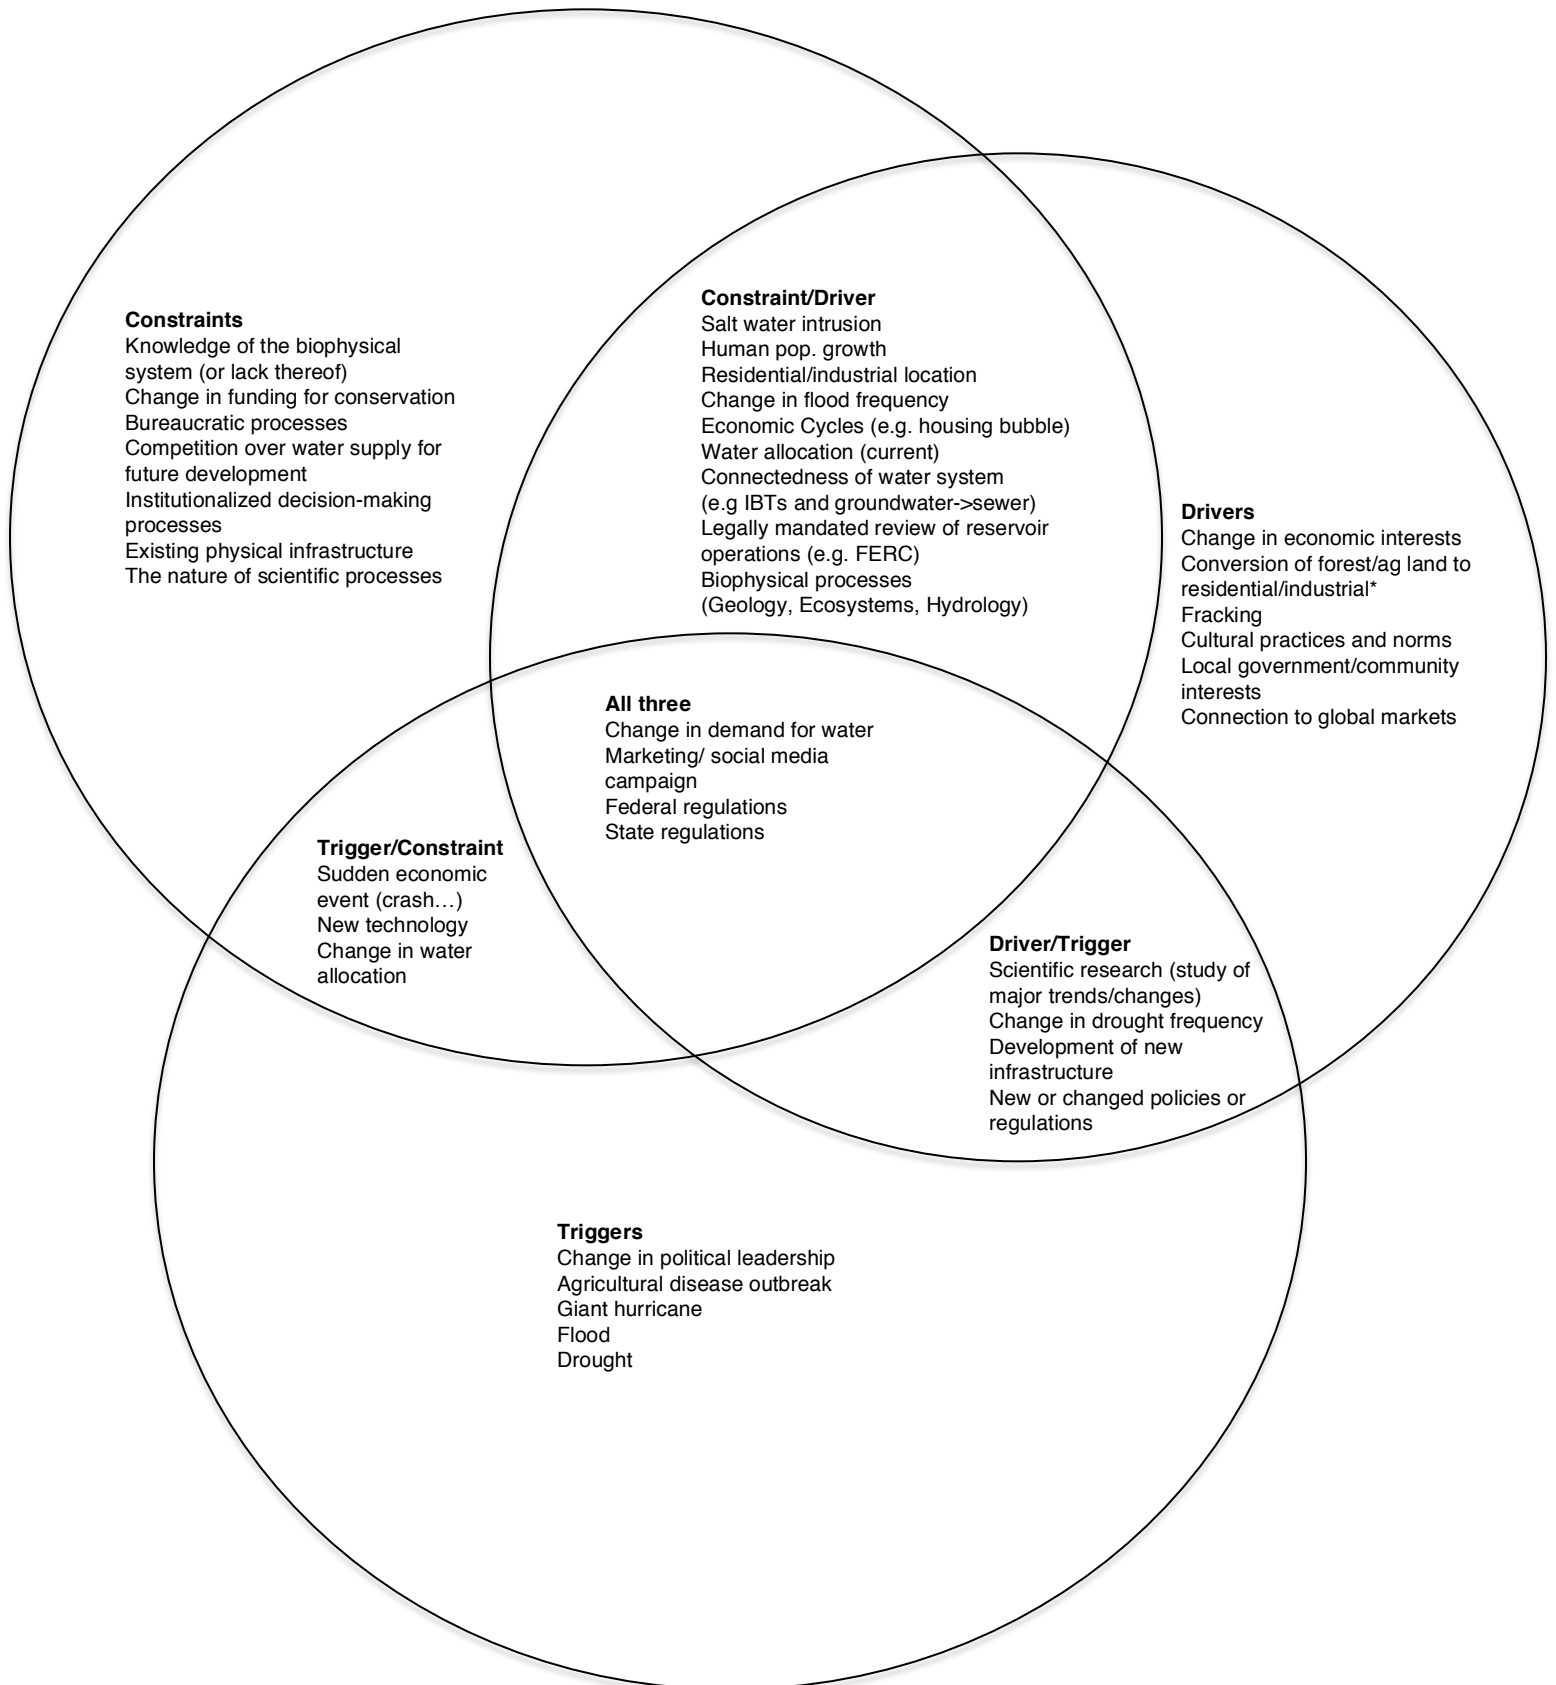 Constraints
Knowledge of the biophysical
system (or lack thereof)
Change in funding for conservation
Bureaucratic processes
Competition over water supply for
future development
Institutionalized decision-making
processes
Existing physical infrastructure
The nature of scientific processes
Constraint/Driver
Salt water intrusion
Human pop. growth
Residential/industrial location
Change in flood frequency
Economic Cycles (e.g. housing bubble)
Water allocation (current)
Connectedness of water system
(e.g IBTs and groundwater->sewer)
Legally mandated review of reservoir
operations (e.g. FERC)
Biophysical processes
(Geology, Ecosystems, Hydrology)
Drivers
Change in economic interests
Conversion of forest/ag land to
residential/industrial*
Fracking
Cultural practices and norms
Local government/community
interests
Connection to global markets
All three
Change in demand for water
Marketing/ social media
campaign
Federal regulations
State regulations
Trigger/Constraint
Sudden economic
event (crash…)
New technology
Change in water
allocation
Driver/Trigger
Scientific research (study of
major trends/changes)
Change in drought frequency
Development of new
infrastructure
New or changed policies or
regulations
Triggers
Change in political leadership
Agricultural disease outbreak
Giant hurricane
Flood
Drought